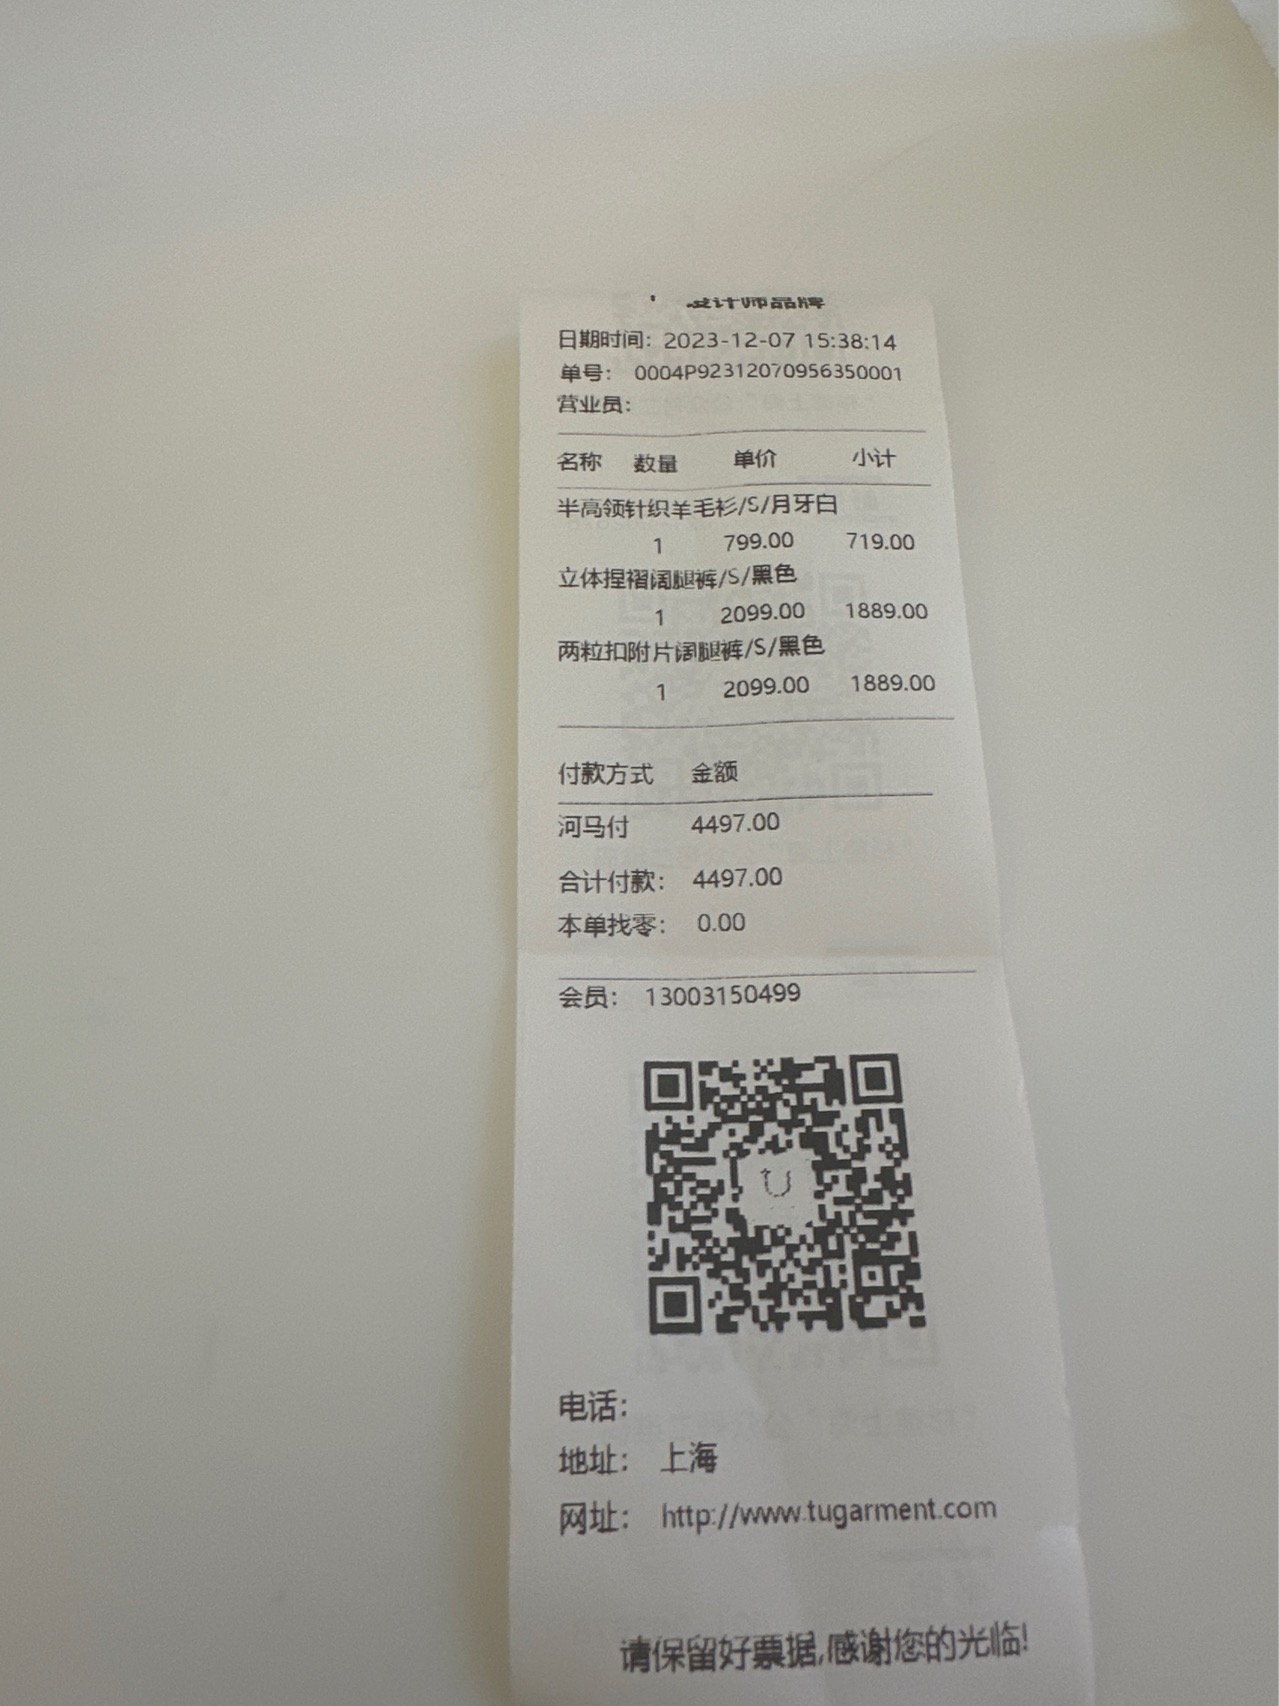 设计师品牌
日期时间：2023-12-07 15:38:14
单号： 0004P92312070956350001
营业员：
名称 数量 单价 小计
半高领针织羊毛衫/S/月牙白
1 799.00 719.00
立体捏褶阔腿裤/S/黑色
1 2099.00 1889.00
两粒扣附片阔腿裤/S/黑色
1 2099.00 1889.00
付款方式 金额
河马付 4497.00
合计付款： 4497.00
本单找零： 0.00
会员： 13003150499
电话：
地址： 上海
网址： http://www.tugarment.com
请保留好票据,感谢您的光临!